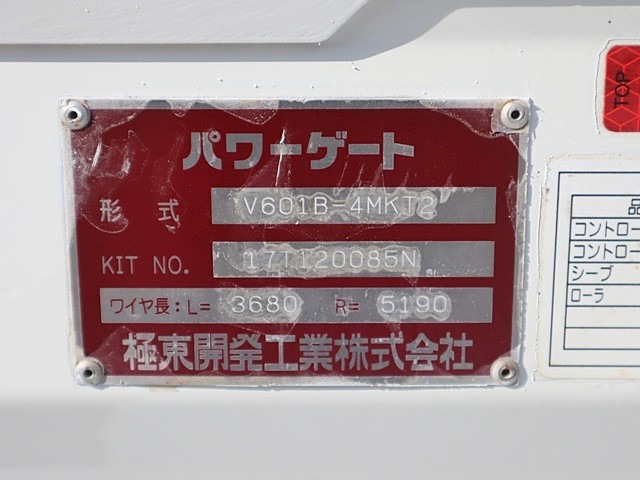 パワーゲート
形式 V601B-4MKT2
KIT NO. 17T120085N
ワイヤ長:L= 3680 R= 5190
極東開発工業株式会社
TOP
品
コントロー
コントロー
シーブ
ローラ